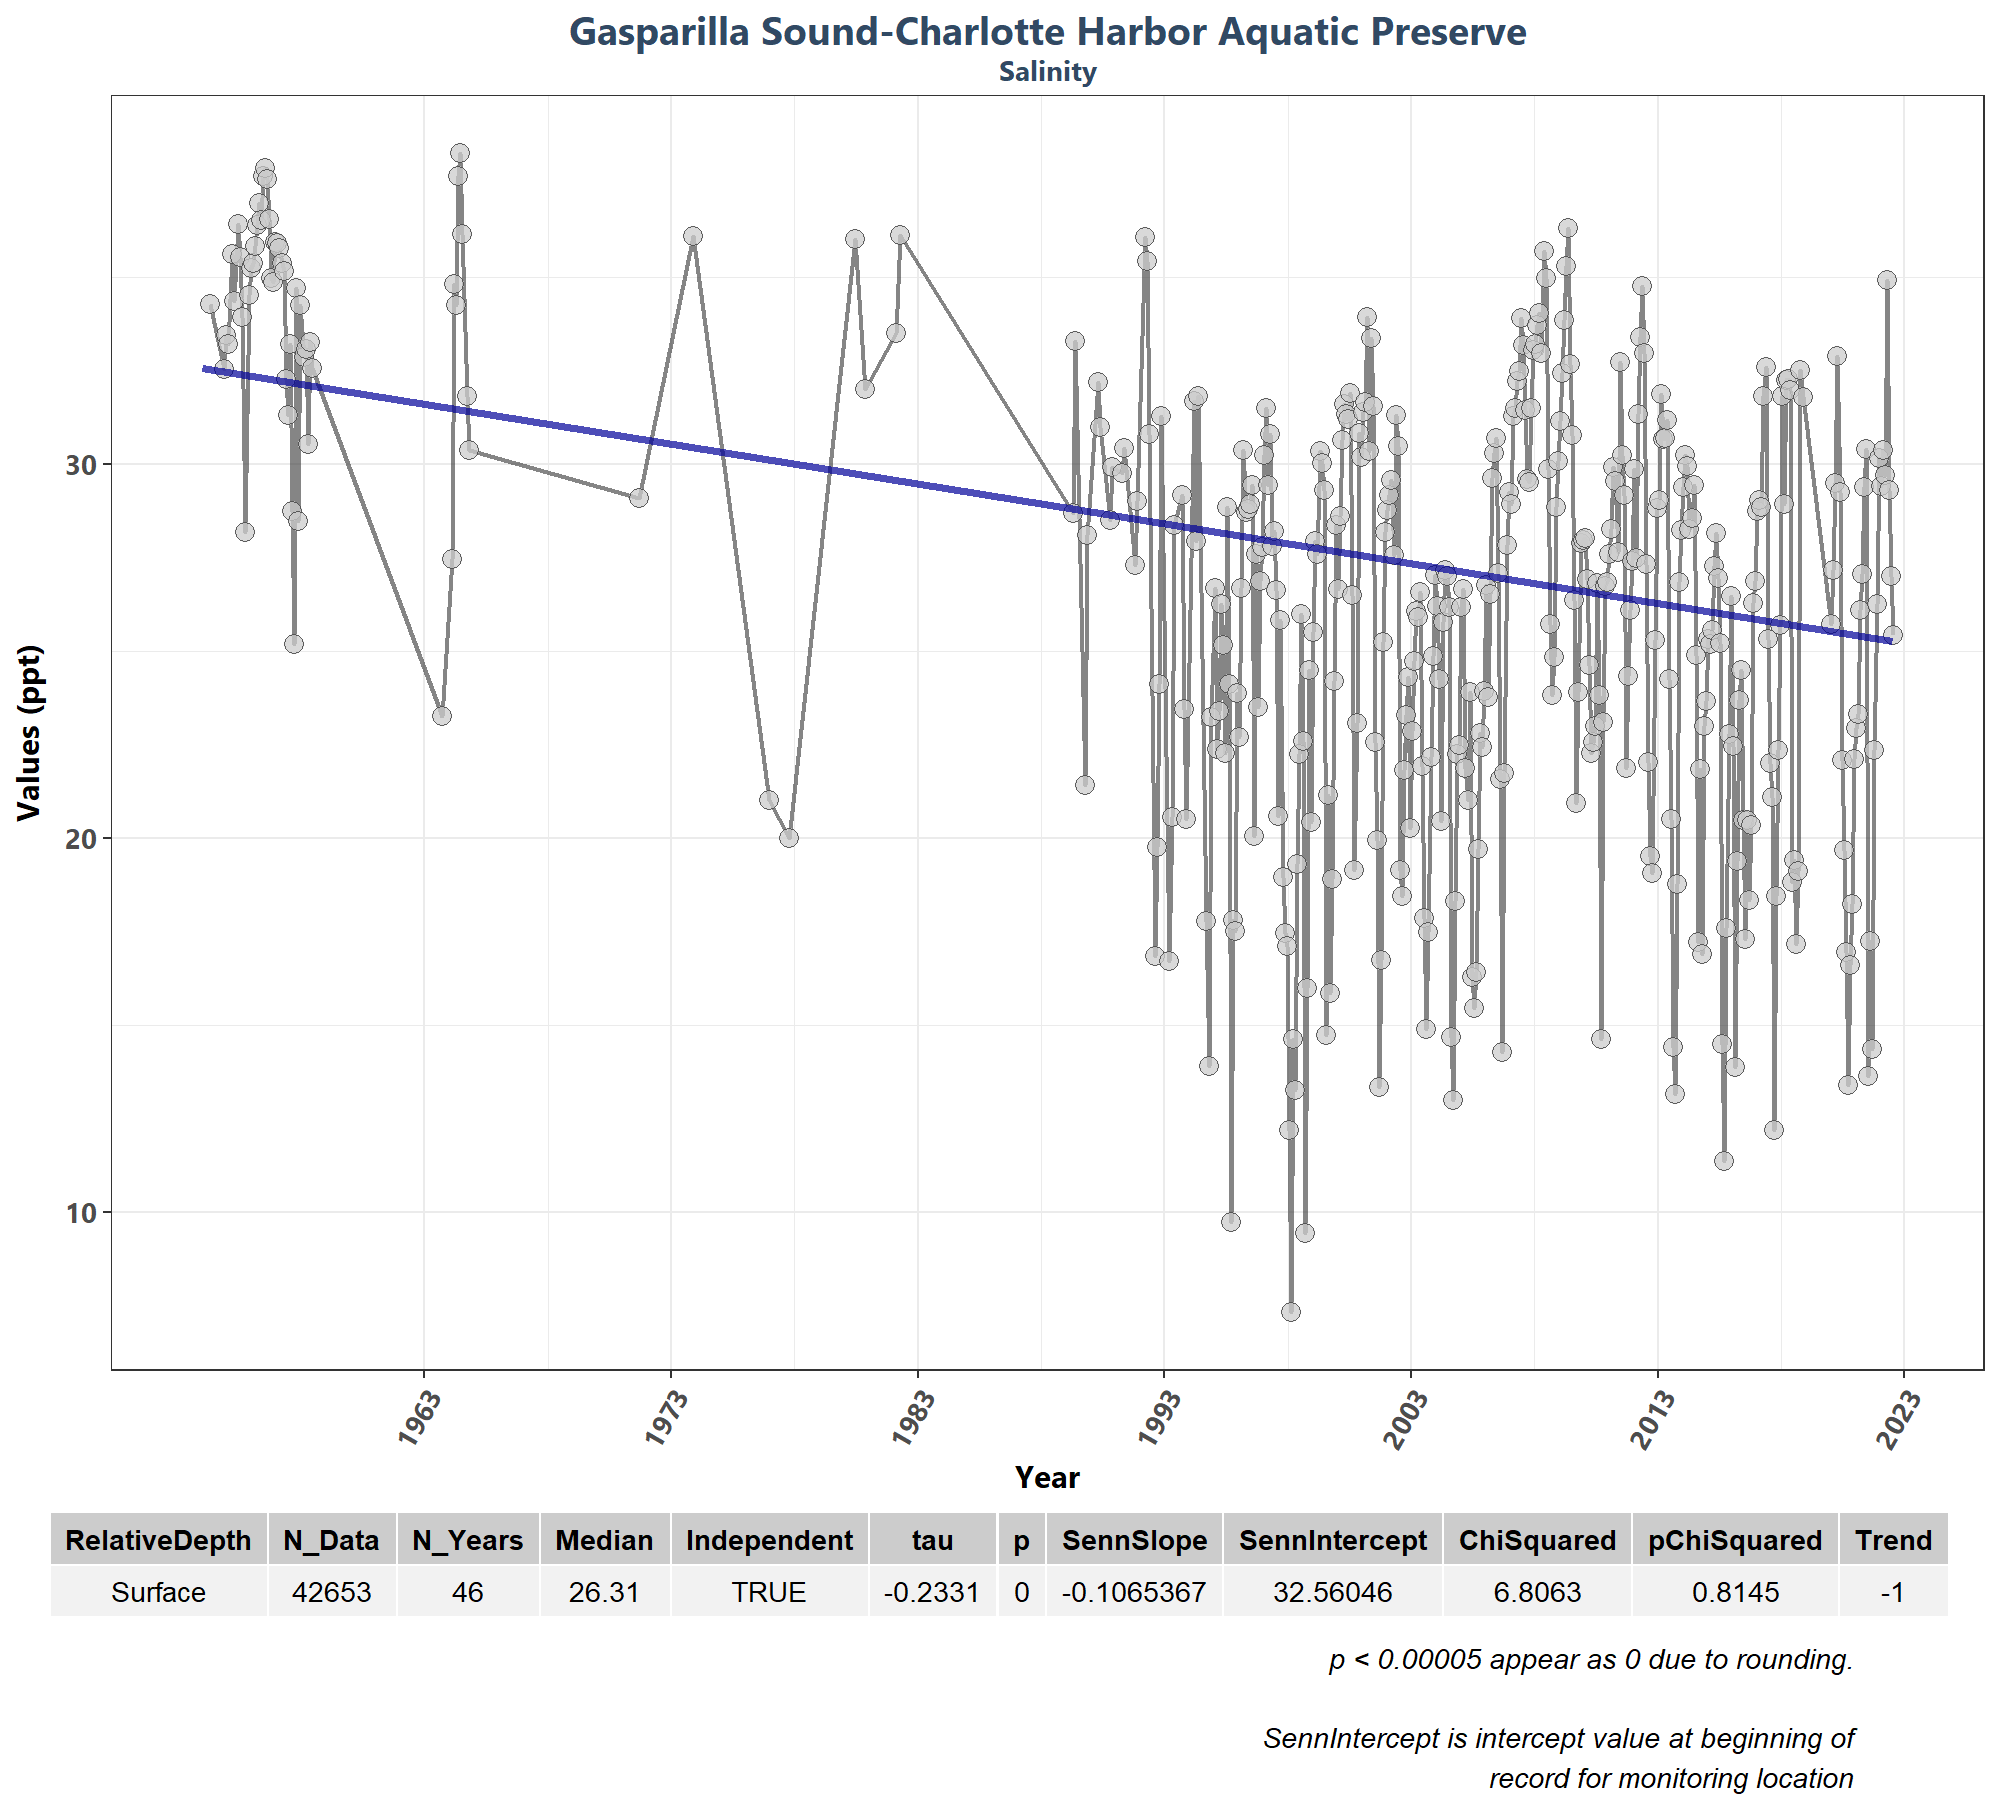 Gasparilla Sound-Charlotte Harbor Aquatic Preserve
Salinity
Values (ppt)
30
20
10
1963
1973
1983
1993
2003
2013
2023
Year
RelativeDepth N_Data N_Years Median Independent tau p SennSlope SennIntercept ChiSquared pChiSquared Trend
Surface 42653 46 26.31 TRUE -0.2331 0 -0.1065367 32.56046 6.8063 0.8145 -1
p < 0.00005 appear as 0 due to rounding.
SennIntercept is intercept value at beginning of
record for monitoring location